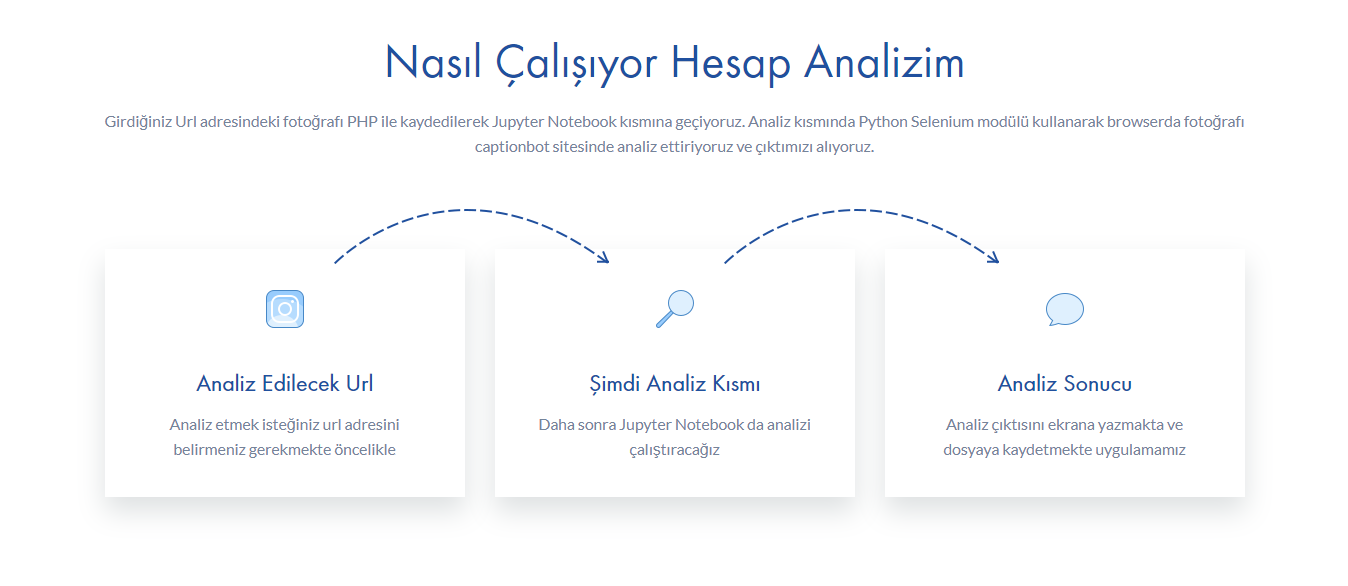 Nasıl Çalışıyor Hesap Analizim
Girdiğiniz Url adresindeki fotoğrafı PHP ile kaydedilerek Jupyter Notebook kısmına geçiyoruz. Analiz kısmında Python Selenium modülü kullanarak browserda fotoğrafı
captionbot sitesinde analiz ettiriyoruz ve çıktımızı alıyoruz.
Analiz Edilecek Url
Analiz etmek isteğiniz url adresini
belirmeniz gerekmekte öncelikle
Şimdi Analiz Kısmı
Daha sonra Jupyter Notebook da analizi
çalıştıracağız
Analiz Sonucu
Analiz çıktısını ekrana yazmakta ve
dosyaya kaydetmekte uygulamamız